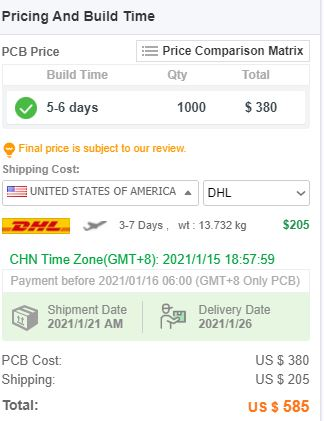 Pricing And Build Time
PCB Price Price Comparison Matrix
Build Time Qty Total
5-6 days 1000 $ 380
Final price is subject to our review.
Shipping Cost:
UNITED STATES OF AMERICA DHL
DHL 3-7 Days , wt : 13.732 kg $205
CHN Time Zone(GMT+8): 2021/1/15 18:57:59
Payment before 2021/01/16 06:00 (GMT+8 Only PCB)
Shipment Date Delivery Date
2021/1/21 AM 2021/1/26
PCB Cost: US $ 380
Shipping: US $ 205
Total: US $ 585